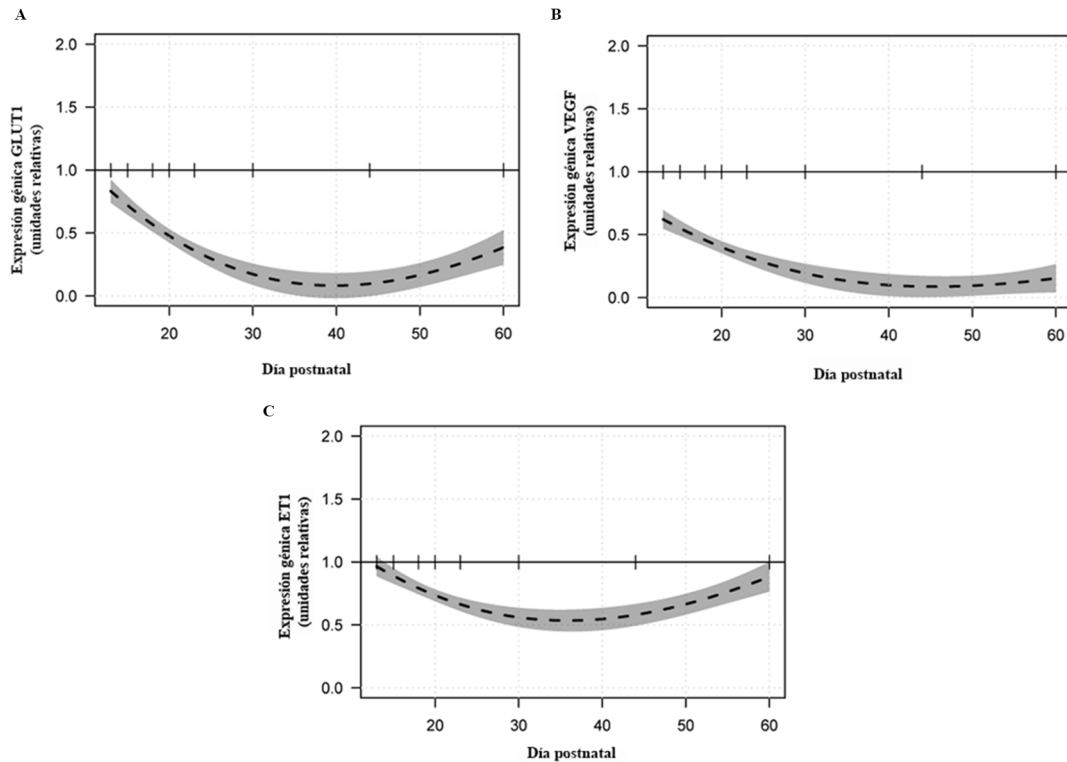 A
Expresión génica GLUT1
(unidades relativas)
2.0
1.5
1.0
0.5
0.0
20
30
40
50
60
Día postnatal
B
Expresión génica VEGF
(unidades relativas)
2.0
1.5
1.0
0.5
0.0
20
30
40
50
60
Día postnatal
C
Expresión génica ET1
(unidades relativas)
2.0
1.5
1.0
0.5
0.0
20
30
40
50
60
Día postnatal